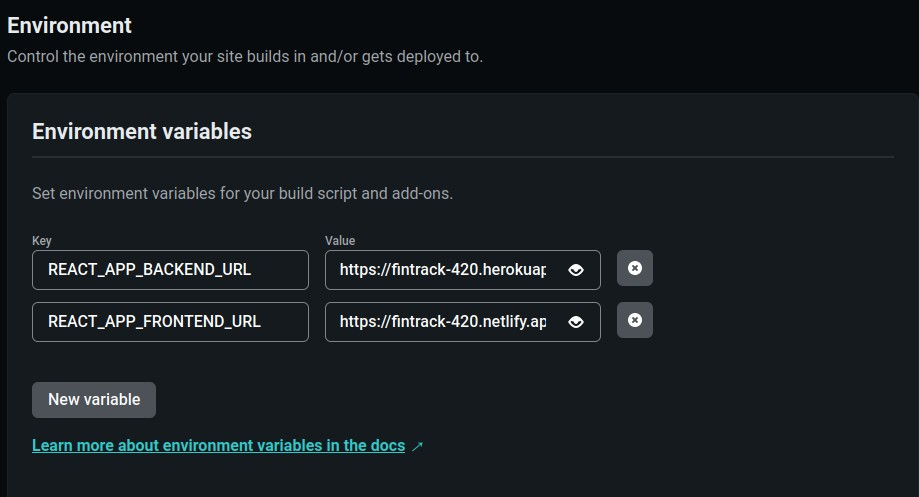 Environment
Control the environment your site builds in and/or gets deployed to.
Environment variables
Set environment variables for your build script and add-ons.
Key Value
REACT_APP_BACKEND_URL https://fintrack-420.herokuap
REACT_APP_FRONTEND_URL https://fintrack-420.netlify.ap
New variable
Learn more about environment variables in the docs